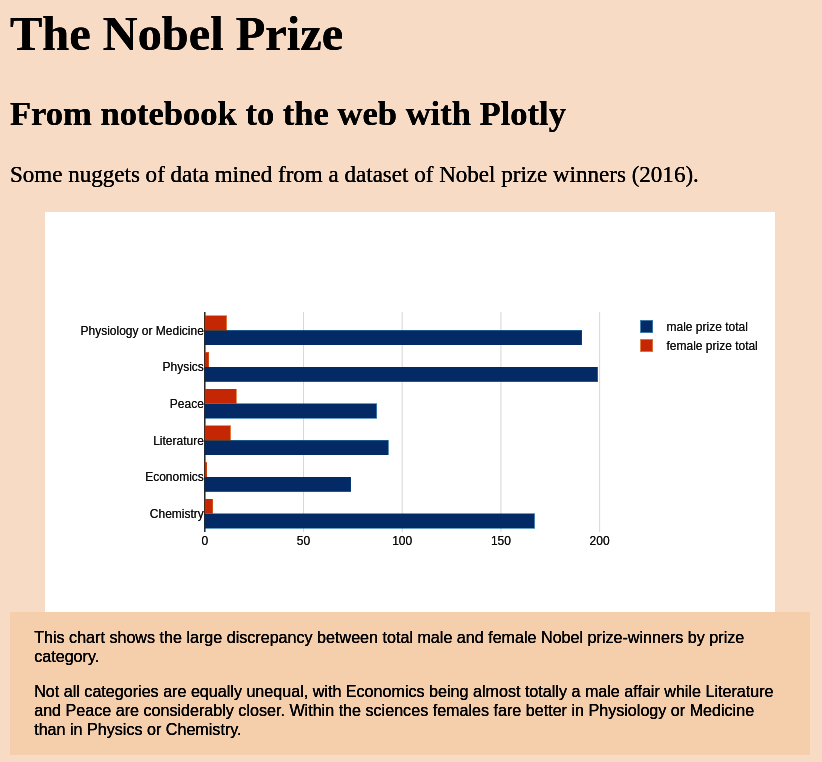 The Nobel Prize
From notebook to the web with Plotly
Some nuggets of data mined from a dataset of Nobel prize winners (2016).
male prize total
female prize total
Physiology or Medicine
Physics
Peace
Literature
Economics
Chemistry
0 50 100 150 200
This chart shows the large discrepancy between total male and female Nobel prize-winners by prize
category.
Not all categories are equally unequal, with Economics being almost totally a male affair while Literature
and Peace are considerably closer. Within the sciences females fare better in Physiology or Medicine
than in Physics or Chemistry.